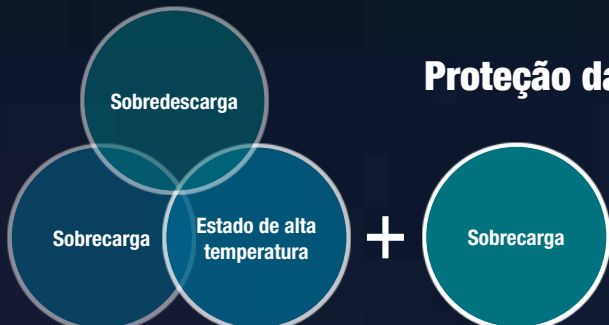 Sobredescarga
Proteção da
Sobrecarga
Estado de alta
temperatura
+
Sobrecarga